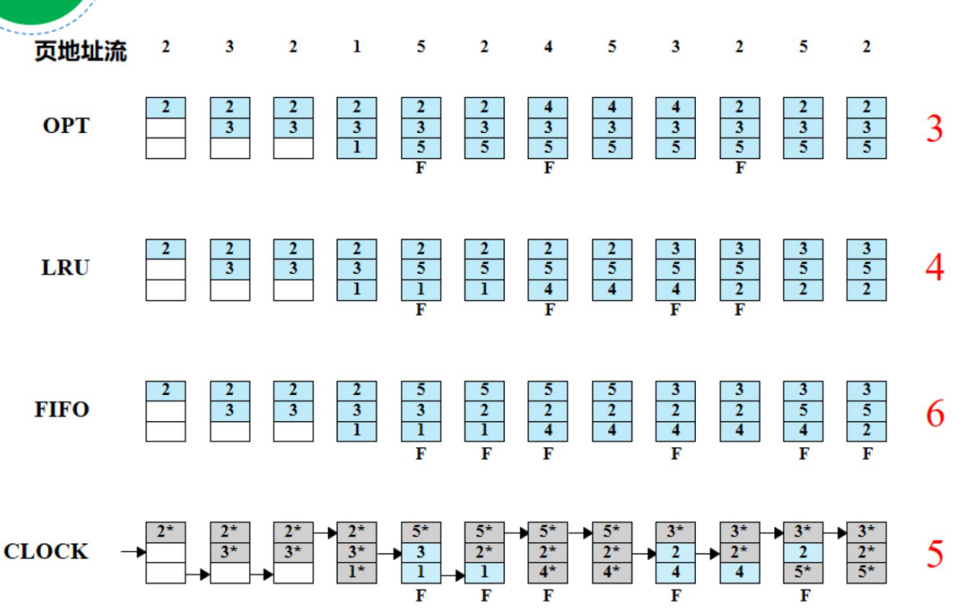 页地址流 2 3 2 1 5 2 4 5 3 2 5 2
2 2 2 2 2 2 4 4 4 2 2 2
OPT 3 3 3 3 3 3 3 3 3 3 3 3
1 5 5 5 5 5 5 5 5
F F F
2 2 2 2 2 2 2 2 3 3 3 3
LRU 3 3 3 5 5 5 5 5 5 5 5 4
1 1 1 4 4 4 2 2 2
F F F F
2 2 2 2 5 5 5 5 3 3 3 3
FIFO 3 3 3 3 2 2 2 2 2 5 5 6
1 1 1 4 4 4 4 4 2
F F F F F F
2* 2* 2* 2* 5* 5* 5* 5* 3* 3* 3* 3*
CLOCK 3* 3* 3* 3 2* 2* 2* 2 2* 2 2* 5
1* 1 1 4* 4* 4 4 5* 5*
F F F F F